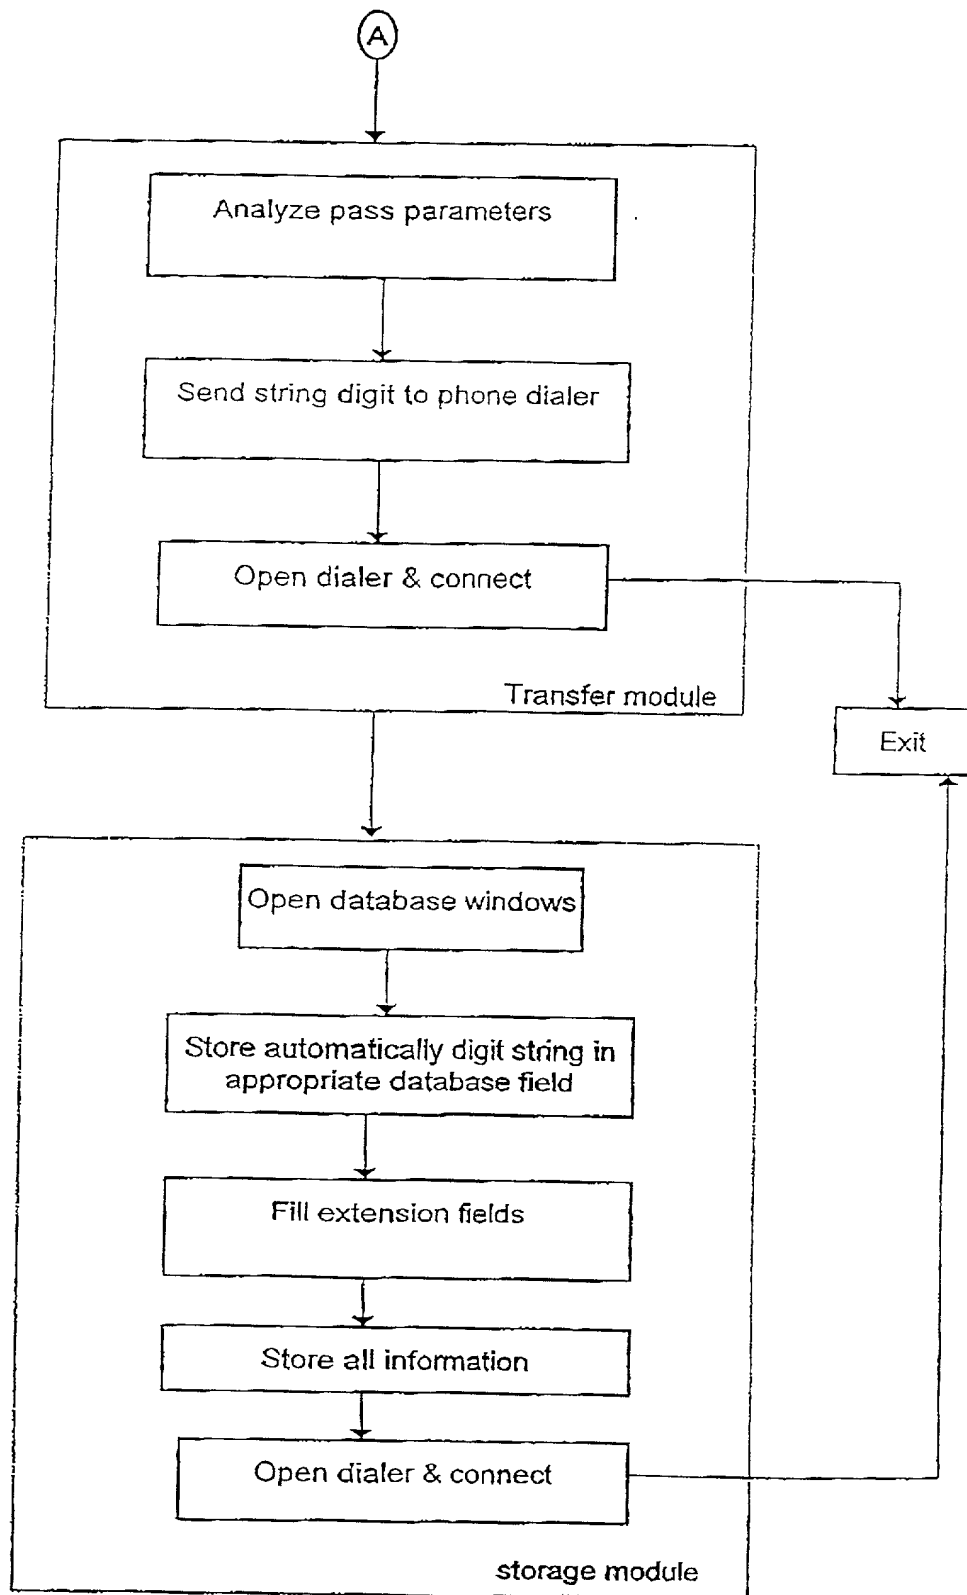 A
Analyze pass parameters
Send string digit to phone dialer
Open dialer & connect
Transfer module
Exit
Open database windows
Store automatically digit string in
appropriate database field
Fill extension fields
Store all information
Open dialer & connect
storage module